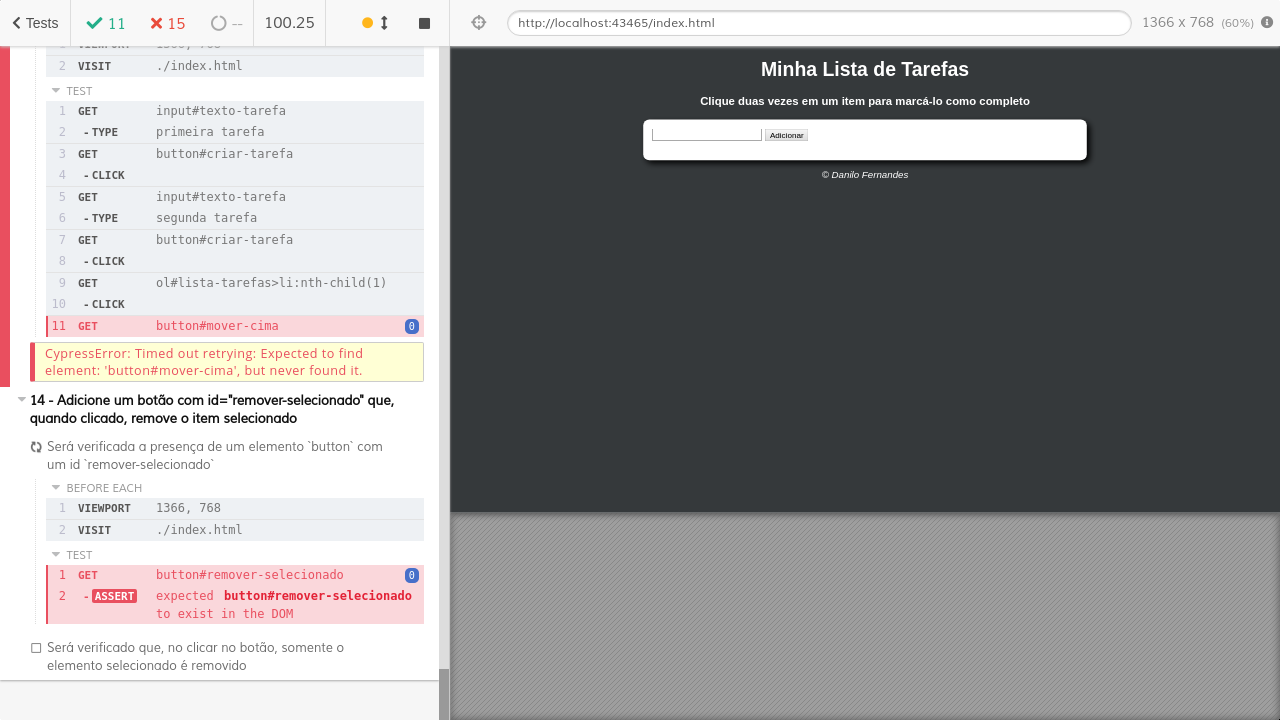 Tests 11 15 -- 100.25
http://localhost:43465/index.html 1366 x 768 (60%)
1 VIEWPORT 1366, 768
2 VISIT ./index.html
TEST
1 GET input#texto-tarefa
2 -TYPE primeira tarefa
3 GET button#criar-tarefa
4 -CLICK
5 GET input#texto-tarefa
6 -TYPE segunda tarefa
7 GET button#criar-tarefa
8 -CLICK
9 GET ol#lista-tarefas>li:nth-child(1)
10 -CLICK
11 GET button#mover-cima 0
CypressError: Timed out retrying: Expected to find
element: 'button#mover-cima', but never found it.
14 - Adicione um botão com id="remover-selecionado" que,
quando clicado, remove o item selecionado
Será verificada a presença de um elemento `button` com
um id `remover-selecionado`
BEFORE EACH
1 VIEWPORT 1366, 768
2 VISIT ./index.html
TEST
1 GET button#remover-selecionado 0
2 -ASSERT expected button#remover-selecionado
to exist in the DOM
Será verificado que, no clicar no botão, somente o
elemento selecionado é removido
Minha Lista de Tarefas
Clique duas vezes em um item para marcá-lo como completo
Adicionar
© Danilo Fernandes